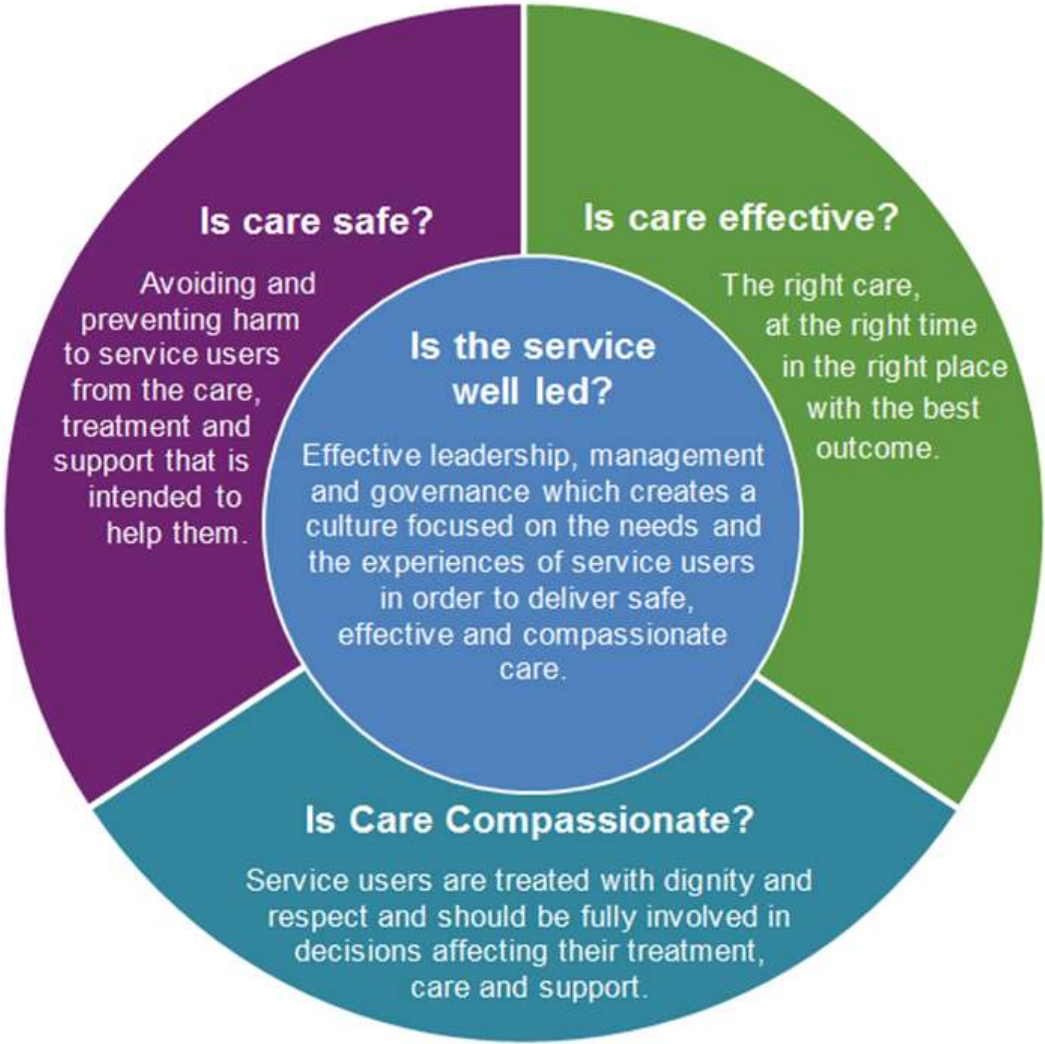 Is care safe?
Avoiding and
preventing harm
to service users
from the care,
treatment and
support that is
intended to
help them.
Is care effective?
The right care,
at the right time
in the right place
with the best
outcome.
Is the service
well led?
Effective leadership, management
and governance which creates a
culture focused on the needs and
the experiences of service users
in order to deliver safe,
effective and compassionate
care.
Is Care Compassionate?
Service users are treated with dignity and
respect and should be fully involved in
decisions affecting their treatment,
care and support.